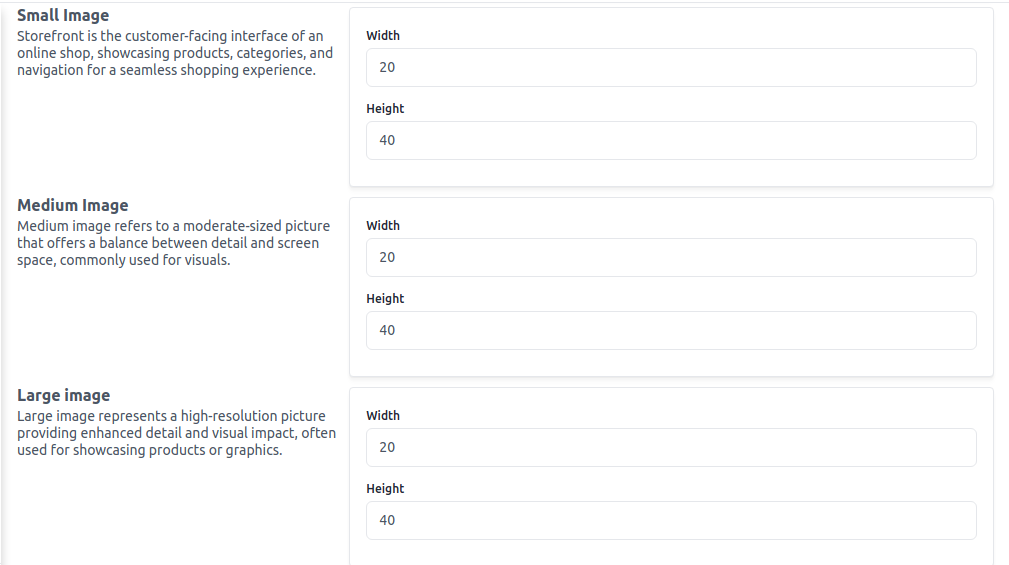 Small Image
Storefront is the customer-facing interface of an
online shop, showcasing products, categories, and
navigation for a seamless shopping experience.
Width
20
Height
40
Medium Image
Medium image refers to a moderate-sized picture
that offers a balance between detail and screen
space, commonly used for visuals.
Width
20
Height
40
Large image
Large image represents a high-resolution picture
providing enhanced detail and visual impact, often
used for showcasing products or graphics.
Width
20
Height
40